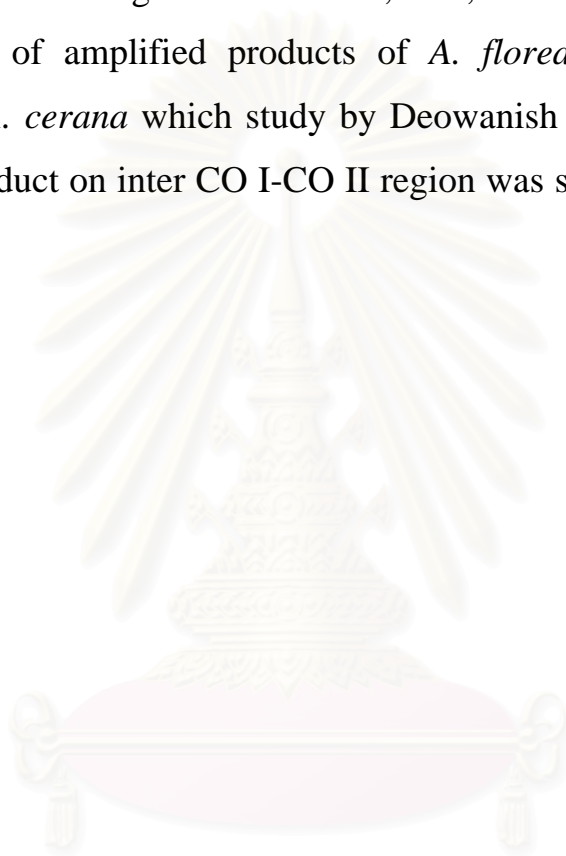 of amplified products of A. florea
. cerana which study by Deowanish
duct on inter CO I-CO II region was s